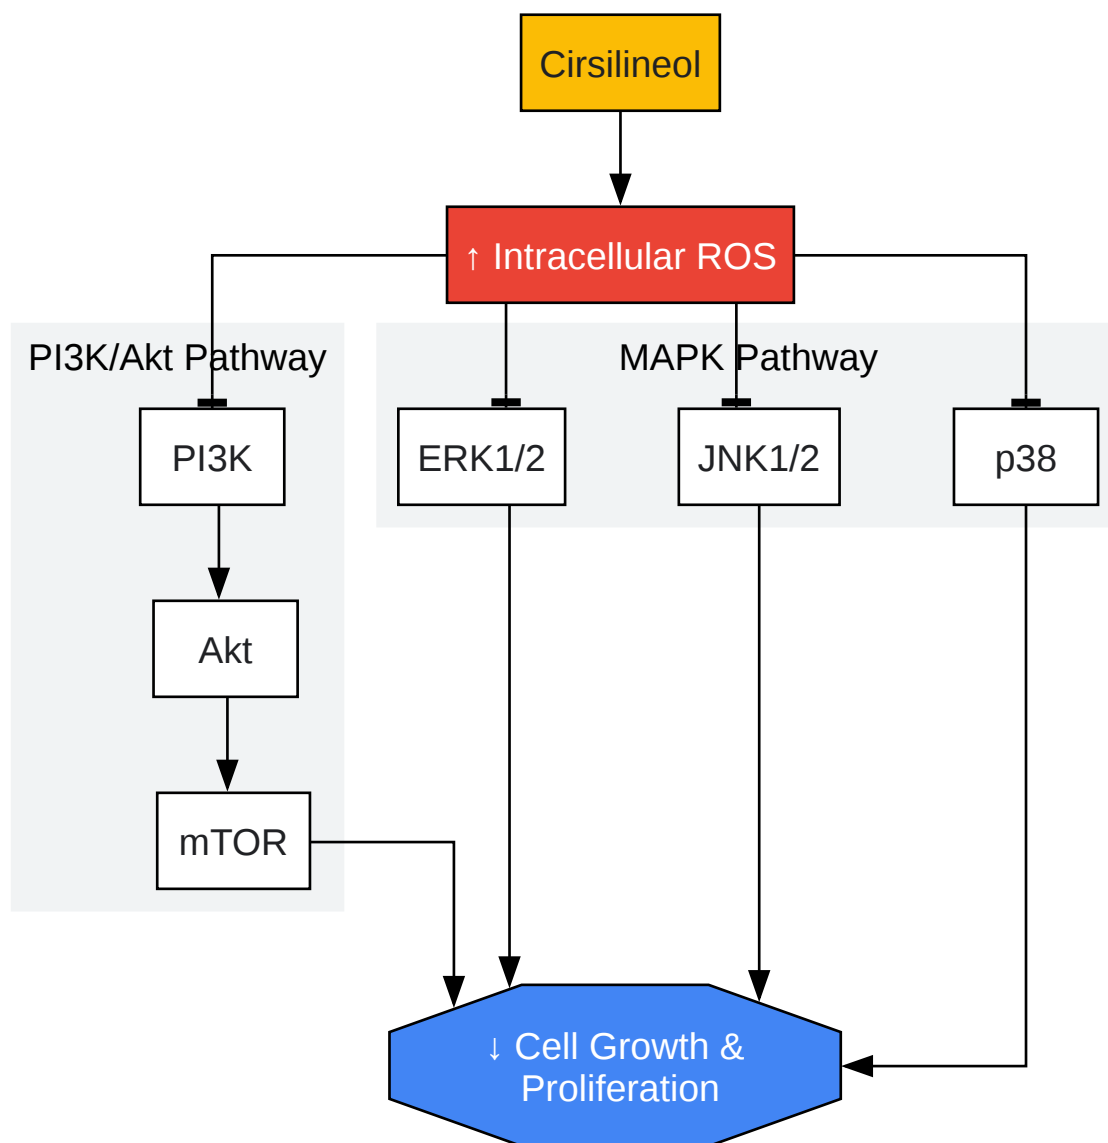 Cirsilineol
↑ Intracellular ROS
PI3K/Akt Pathway
MAPK Pathway
PI3K
ERK1/2
JNK1/2
p38
Akt
mTOR
↓ Cell Growth &
Proliferation